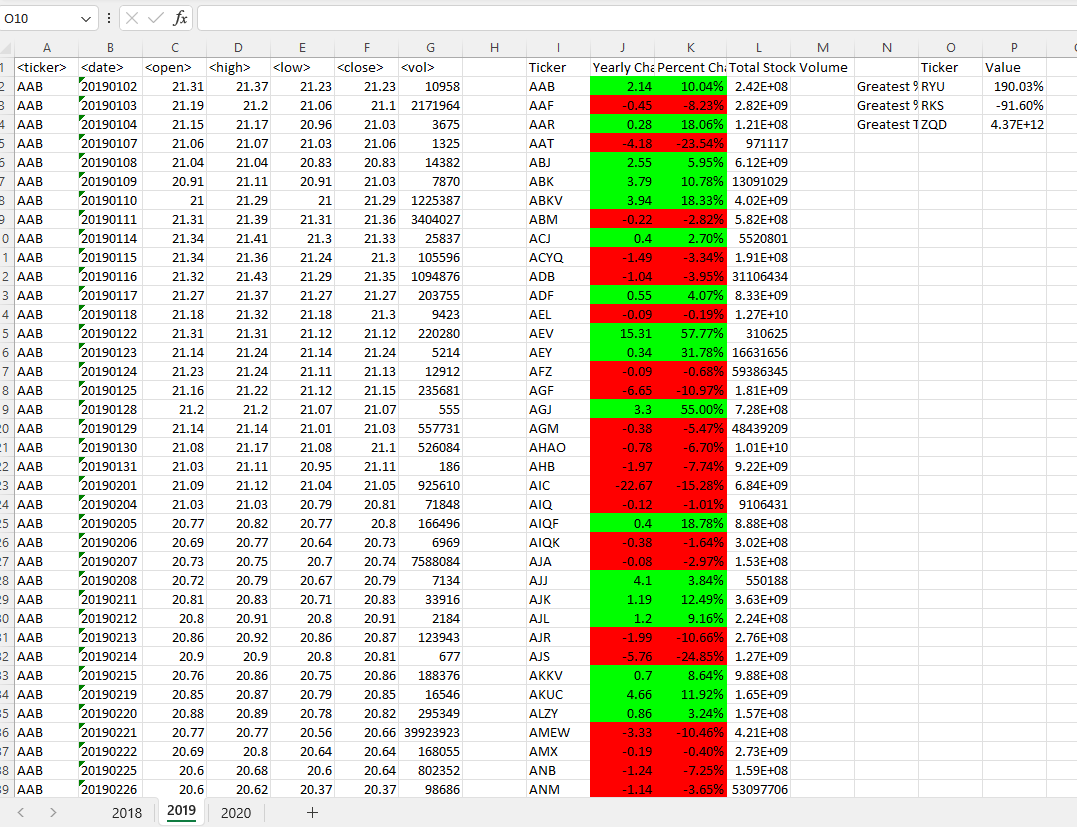 O10 fx
A B C D E F G H I J K L M N O P
1 <ticker> <date> <open> <high> <low> <close> <vol> Ticker Yearly Cha Percent Cha Total Stock Volume Ticker Value
2 AAB 20190102 21.31 21.37 21.23 21.23 10958 AAB 2.14 10.04% 2.42E+08 Greatest % RYU 190.03%
3 AAB 20190103 21.19 21.2 21.06 21.1 2171964 AAF -0.45 -8.23% 2.82E+09 Greatest % RKS -91.60%
4 AAB 20190104 21.15 21.17 20.96 21.03 3675 AAR 0.28 18.06% 1.21E+08 Greatest T ZQD 4.37E+12
5 AAB 20190107 21.06 21.07 21.03 21.06 1325 AAT -4.18 -23.54% 971117
6 AAB 20190108 21.04 21.04 20.83 20.83 14382 ABJ 2.55 5.95% 6.12E+09
7 AAB 20190109 20.91 21.11 20.91 21.03 7870 ABK 3.79 10.78% 13091029
8 AAB 20190110 21 21.29 21 21.29 1225387 ABKV 3.94 18.33% 4.02E+09
9 AAB 20190111 21.31 21.39 21.31 21.36 3404027 ABM -0.22 -2.82% 5.82E+08
0 AAB 20190114 21.34 21.41 21.3 21.33 25837 ACJ 0.4 2.70% 5520801
1 AAB 20190115 21.34 21.36 21.24 21.3 105596 ACYQ -1.49 -3.34% 1.91E+08
2 AAB 20190116 21.32 21.43 21.29 21.35 1094876 ADB -1.04 -3.95% 31106434
3 AAB 20190117 21.27 21.37 21.27 21.27 203755 ADF 0.55 4.07% 8.33E+09
4 AAB 20190118 21.18 21.32 21.18 21.3 9423 AEL -0.09 -0.19% 1.27E+10
5 AAB 20190122 21.31 21.31 21.12 21.12 220280 AEV 15.31 57.77% 310625
6 AAB 20190123 21.14 21.24 21.14 21.24 5214 AEY 0.34 31.78% 16631656
7 AAB 20190124 21.23 21.24 21.11 21.13 12912 AFZ -0.09 -0.68% 59386345
8 AAB 20190125 21.16 21.22 21.12 21.15 235681 AGF -6.65 -10.97% 1.81E+09
9 AAB 20190128 21.2 21.2 21.07 21.07 555 AGJ 3.3 55.00% 7.28E+08
20 AAB 20190129 21.14 21.14 21.01 21.03 557731 AGM -0.38 -5.47% 48439209
21 AAB 20190130 21.08 21.17 21.08 21.1 526084 AHAO -0.78 -6.70% 1.01E+10
22 AAB 20190131 21.03 21.11 20.95 21.11 186 AHB -1.97 -7.74% 9.22E+09
23 AAB 20190201 21.09 21.12 21.04 21.05 925610 AIC -22.67 -15.28% 6.84E+09
24 AAB 20190204 21.03 21.03 20.79 20.81 71848 AIQ -0.12 -1.01% 9106431
25 AAB 20190205 20.77 20.82 20.77 20.8 166496 AIQF 0.4 18.78% 8.88E+08
26 AAB 20190206 20.69 20.77 20.64 20.73 6969 AIQK -0.38 -1.64% 3.02E+08
27 AAB 20190207 20.73 20.75 20.7 20.74 7588084 AJA -0.08 -2.97% 1.53E+08
28 AAB 20190208 20.72 20.79 20.67 20.79 7134 AJJ 4.1 3.84% 550188
29 AAB 20190211 20.81 20.83 20.71 20.83 33916 AJK 1.19 12.49% 3.63E+09
30 AAB 20190212 20.8 20.91 20.8 20.91 2184 AJL 1.2 9.16% 2.24E+08
31 AAB 20190213 20.86 20.92 20.86 20.87 123943 AJR -1.99 -10.66% 2.76E+08
32 AAB 20190214 20.9 20.9 20.8 20.81 677 AJS -5.76 -24.85% 1.27E+09
33 AAB 20190215 20.76 20.86 20.75 20.86 188376 AKKV 0.7 8.64% 9.88E+08
34 AAB 20190219 20.85 20.87 20.79 20.85 16546 AKUC 4.66 11.92% 1.65E+09
35 AAB 20190220 20.88 20.89 20.78 20.82 295349 ALZY 0.86 3.24% 1.57E+08
36 AAB 20190221 20.77 20.77 20.56 20.66 39923923 AMEW -3.33 -10.46% 4.21E+08
37 AAB 20190222 20.69 20.8 20.64 20.64 168055 AMX -0.19 -0.40% 2.73E+09
38 AAB 20190225 20.6 20.68 20.6 20.64 802352 ANB -1.24 -7.25% 1.59E+08
39 AAB 20190226 20.6 20.62 20.37 20.37 98686 ANM -1.14 -3.65% 53097706
2018 2019 2020